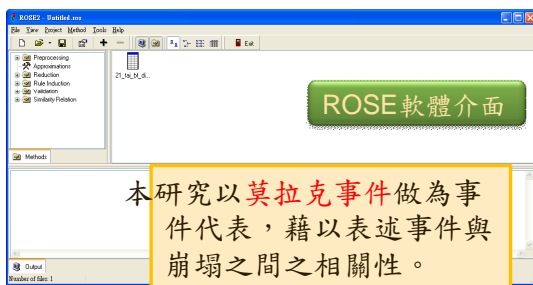 ROSE2 - Untitled.ros
File View Project Method Tools Help
Exit
Preprocessing
Approximations
Reduction
Rule Induction
Validation
Similarity Relation
21_tai_bf_di...
ROSE軟體介面
Methods
本研究以莫拉克事件做為事
件代表，藉以表述事件與
崩塌之間之相關性。
Output
Number of files: 1